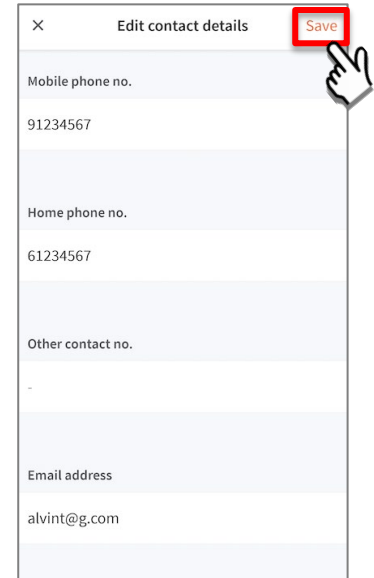 × Edit contact details Save
Mobile phone no.
91234567
Home phone no.
61234567
Other contact no.
-
Email address
alvint@g.com